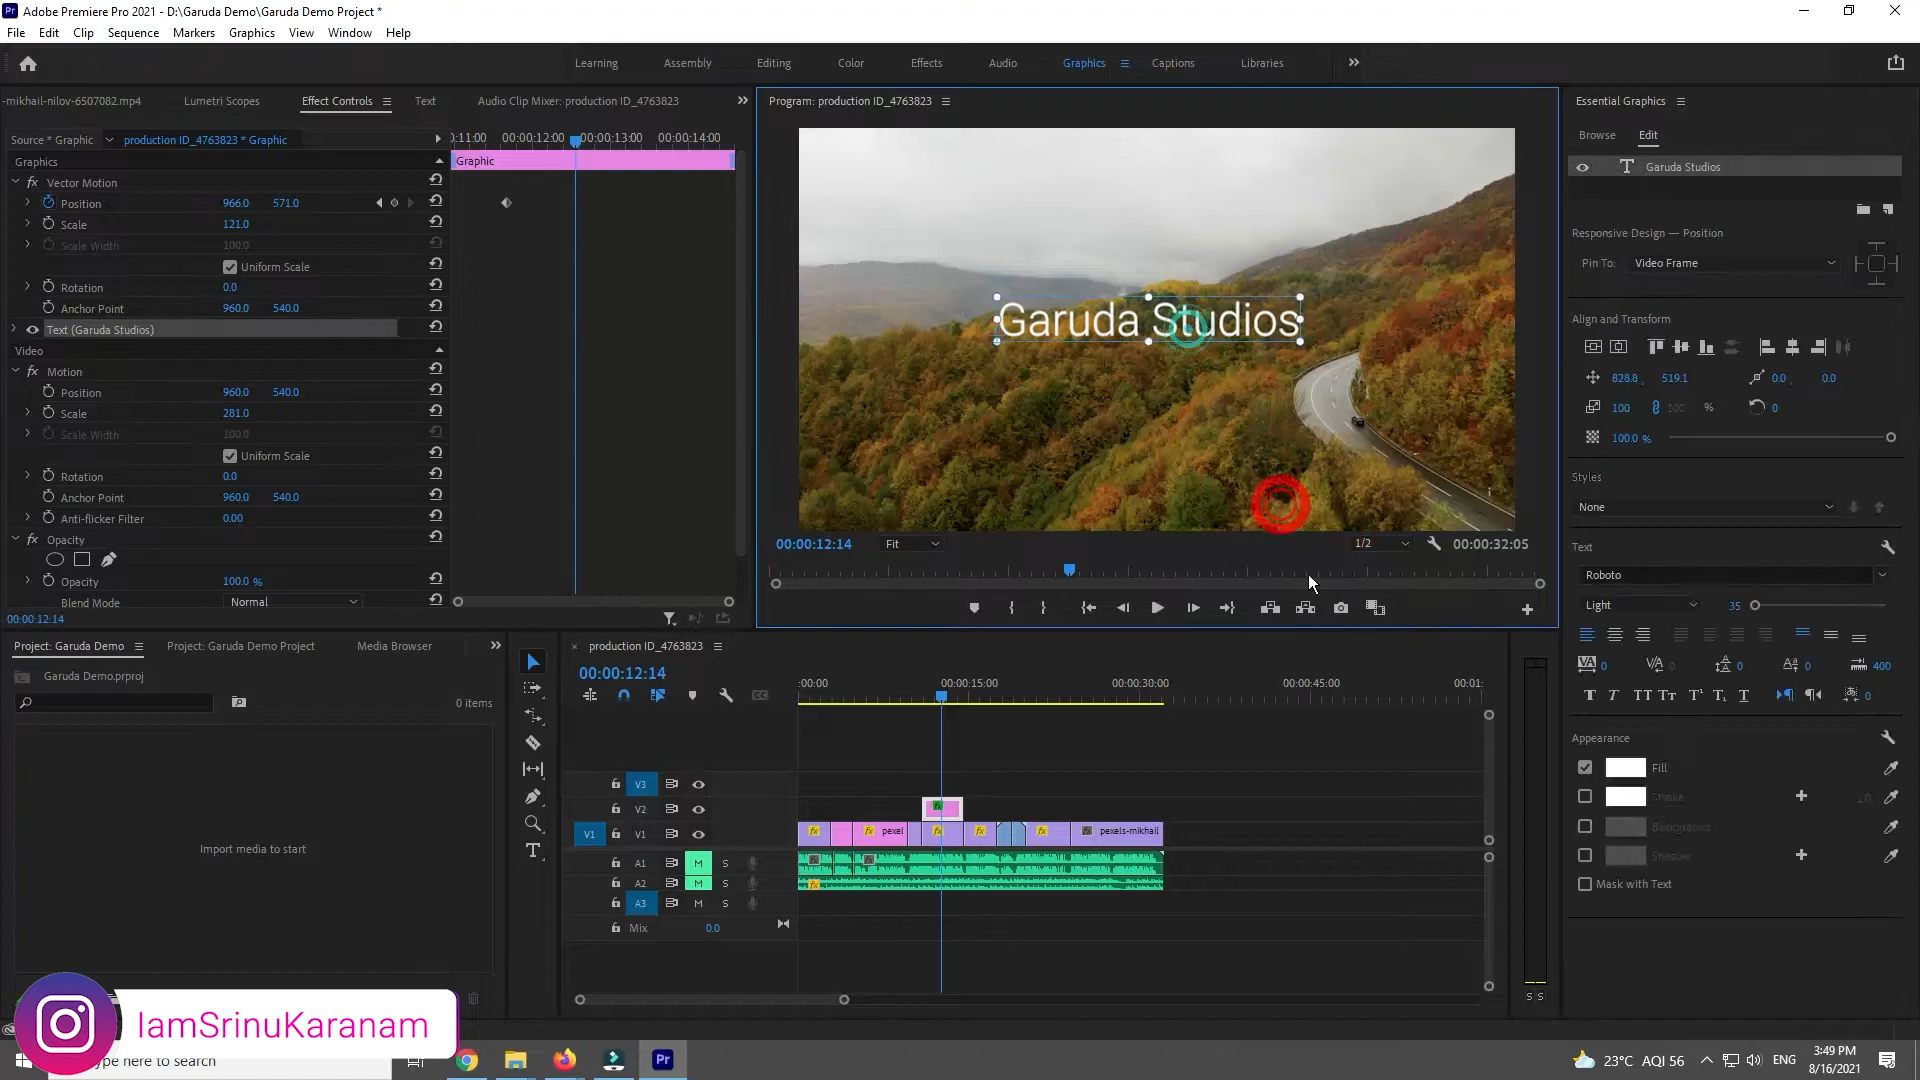 Adobe Premiere Pro 2021 - D:\Garuda Demo\Garuda Demo Project *
File Edit Clip Sequence Markers Graphics View Window Help
Learning Assembly Editing Color Effects Audio Graphics Captions Libraries
-mikhail-nilov-6507082.mp4 Lumetri Scopes Effect Controls Text Audio Clip Mixer: production ID_4763823
Source * Graphic production ID_4763823 * Graphic
00:00:12:00 00:00:13:00 00:00:14:00
Graphics
Graphic
Vector Motion
Position 966.0 571.0
Scale 121.0
Scale Width 100.0
Uniform Scale
Rotation 0.0
Anchor Point 960.0 540.0
Text (Garuda Studios)
Video
Motion
Position 960.0 540.0
Scale 281.0
Scale Width 100.0
Uniform Scale
Rotation 0.0
Anchor Point 960.0 540.0
Anti-flicker Filter 0.00
Opacity
Opacity 100.0 %
Blend Mode Normal
00:00:12:14
Program: production ID_4763823
Garuda Studios
00:00:12:14 Fit 1/2 00:00:32:05
Essential Graphics
Browse Edit
Garuda Studios
Responsive Design — Position
Pin To: Video Frame
Align and Transform
828.8 , 519.1 0.0 , 0.0
100 100 % 0
100.0 %
Styles
None
Text
Roboto
Light 35
0 0 0 0 400
0
Appearance
Fill
Stroke 1.0
Background
Shadow
Mask with Text
Project: Garuda Demo Project: Garuda Demo Project Media Browser
Garuda Demo.prproj
0 items
Import media to start
production ID_4763823
00:00:12:14
:00:00 00:00:15:00 00:00:30:00 00:00:45:00
V3
V2
V1 V1 pexel pexels-mikhail
A1 M S
A2 M S
A3 M S
Mix 0.0
S S
IamSrinuKaranam
ype here to search
23°C AQI 56 ENG 3:49 PM
8/16/2021